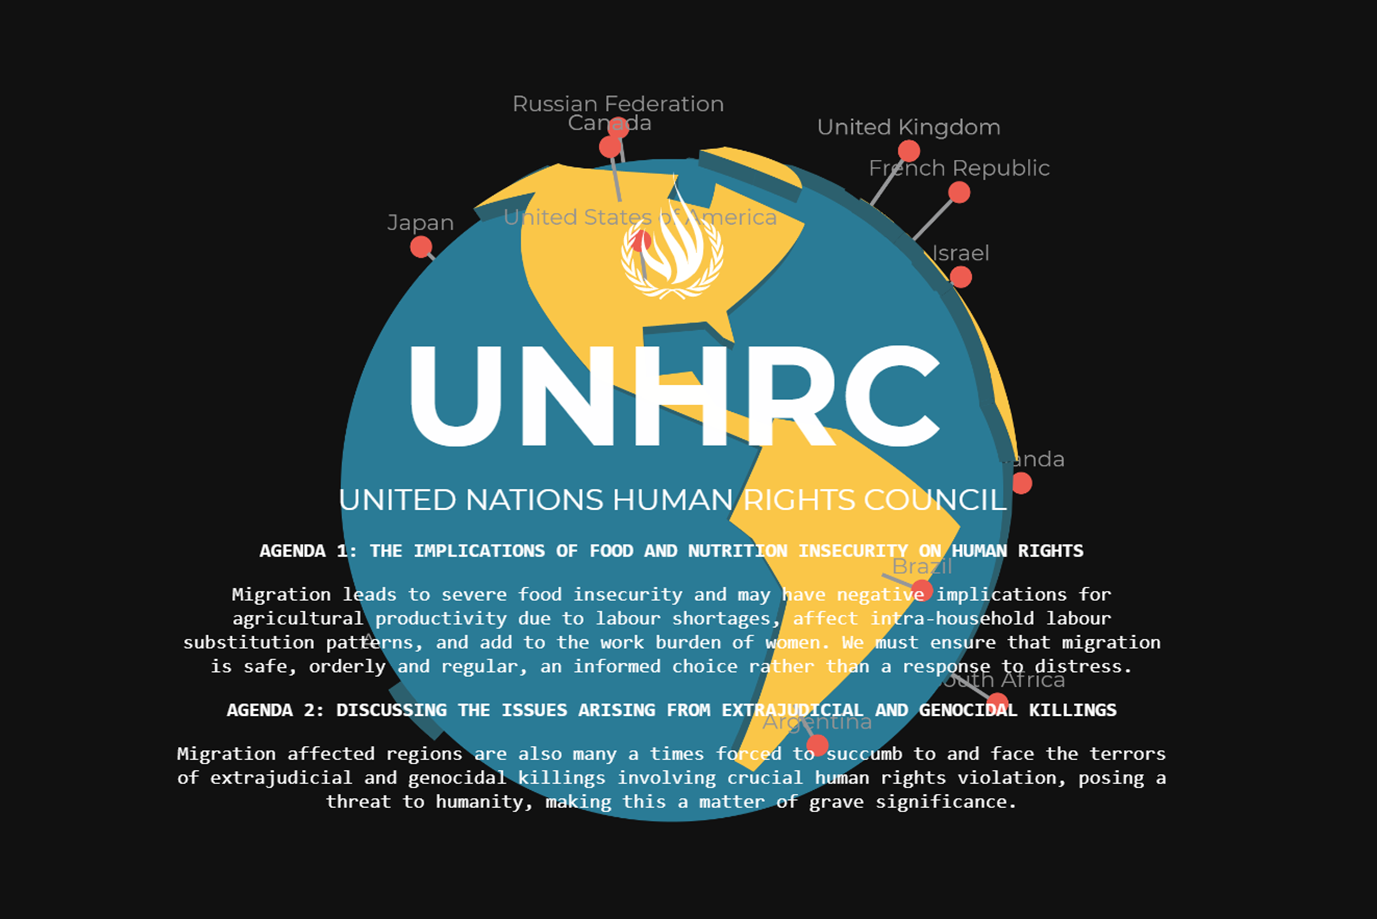 Russian Federation
Canada
United Kingdom
French Republic
Japan
United States of America
Israel
UNHRC
UNITED NATIONS HUMAN RIGHTS COUNCIL
AGENDA 1: THE IMPLICATIONS OF FOOD AND NUTRITION INSECURITY ON HUMAN RIGHTS
Brazil
Migration leads to severe food insecurity and may have negative implications for
agricultural productivity due to labour shortages, affect intra-household labour
substitution patterns, and add to the work burden of women. We must ensure that migration
is safe, orderly and regular, an informed choice rather than a response to distress.
Africa
AGENDA 2: DISCUSSING THE ISSUES ARISING FROM EXTRAJUDICIAL AND GENOCIDAL KILLINGS
Argentina
Migration affected regions are also many a times forced to succumb to and face the terrors
of extrajudicial and genocidal killings involving crucial human rights violation, posing a
threat to humanity, making this a matter of grave significance.